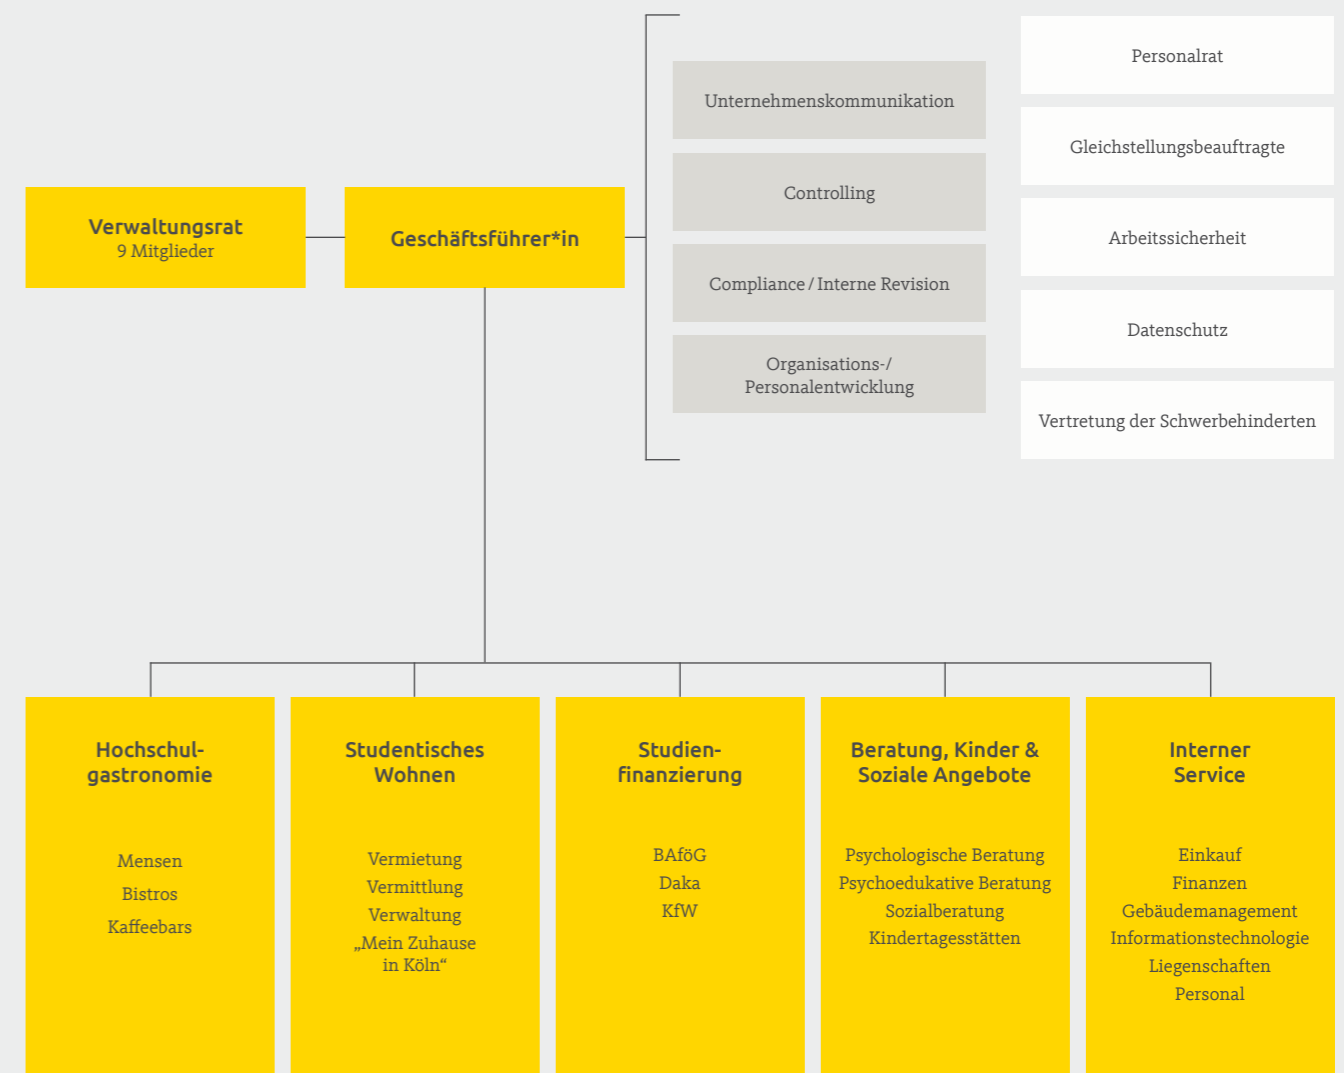 Verwaltungsrat
9 Mitglieder
Geschäftsführer*in
Unternehmenskommunikation
Controlling
Compliance / Interne Revision
Organisations-/
Personalentwicklung
Personalrat
Gleichstellungsbeauftragte
Arbeitssicherheit
Datenschutz
Vertretung der Schwerbehinderten
Hochschul-
gastronomie
Mensen
Bistros
Kaffeebars
Studentisches
Wohnen
Vermietung
Vermittlung
Verwaltung
„Mein Zuhause
in Köln“
Studien-
finanzierung
BAföG
Daka
KfW
Beratung, Kinder &
Soziale Angebote
Psychologische Beratung
Psychoedukative Beratung
Sozialberatung
Kindertagesstätten
Interner
Service
Einkauf
Finanzen
Gebäudemanagement
Informationstechnologie
Liegenschaften
Personal